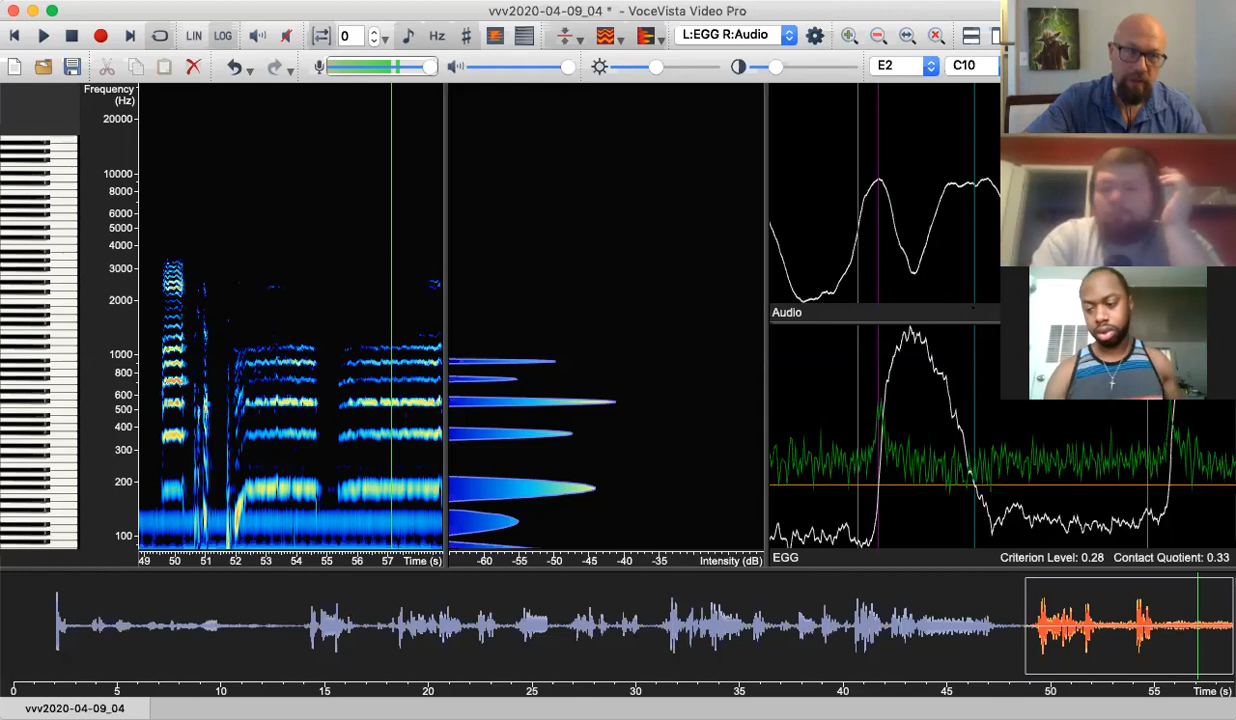 vvv2020-04-09_04 * - VoceVista Video Pro
LIN LOG 0 Hz L:EGG R:Audio
E2 C10
Frequency
(Hz)
20000
10000
8000
6000
5000
4000
3000
2000
1000
800
600
500
400
300
200
100
Audio
49 50 51 52 53 54 55 56 57 Time (s)
-60 -55 -50 -45 -40 -35 Intensity (dB)
EGG Criterion Level: 0.28 Contact Quotient: 0.33
0 5 10 15 20 25 30 35 40 45 50 55 Time (s)
vvv2020-04-09_04